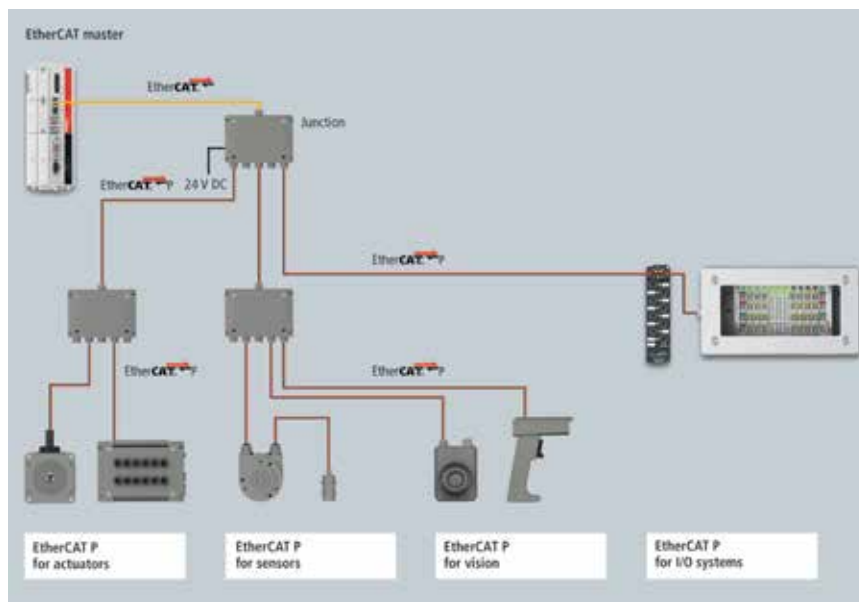 EtherCAT master
EtherCAT
Junction
EtherCAT P
24 V DC
EtherCAT P
EtherCAT P
EtherCAT P
EtherCAT P
for actuators
EtherCAT P
for sensors
EtherCAT P
for vision
EtherCAT P
for I/O systems